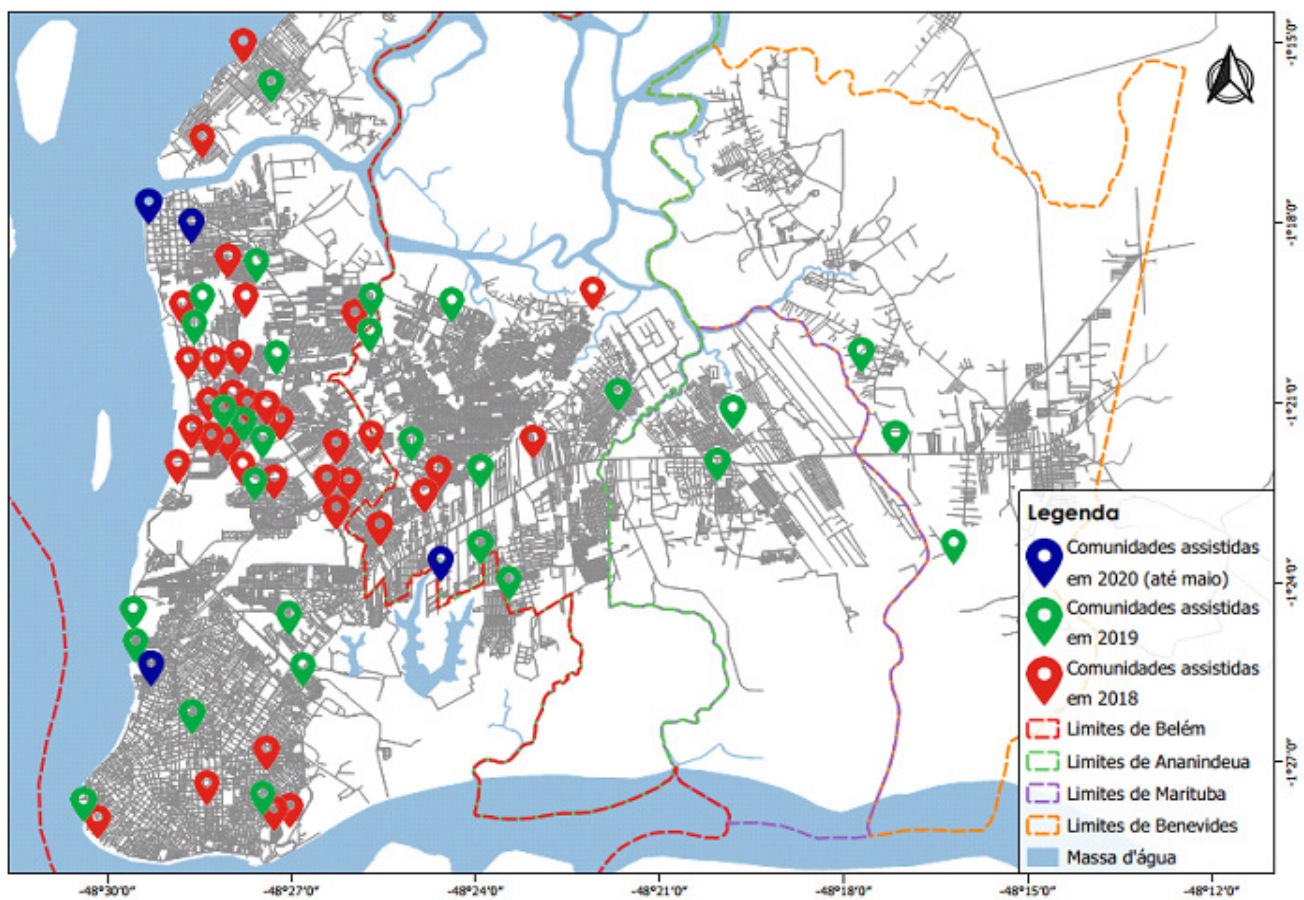 -1°15'0"
-1°18'0"
-1°21'0"
-1°24'0"
-1°27'0"
Legenda
Comunidades assistidas
em 2020 (até maio)
Comunidades assistidas
em 2019
Comunidades assistidas
em 2018
Limites de Belém
Limites de Ananindeua
Limites de Marituba
Limites de Benevides
Massa d'água
-48°30'0"
-48°27'0"
-48°24'0"
-48°21'0"
-48°18'0"
-48°15'0"
-48°12'0"